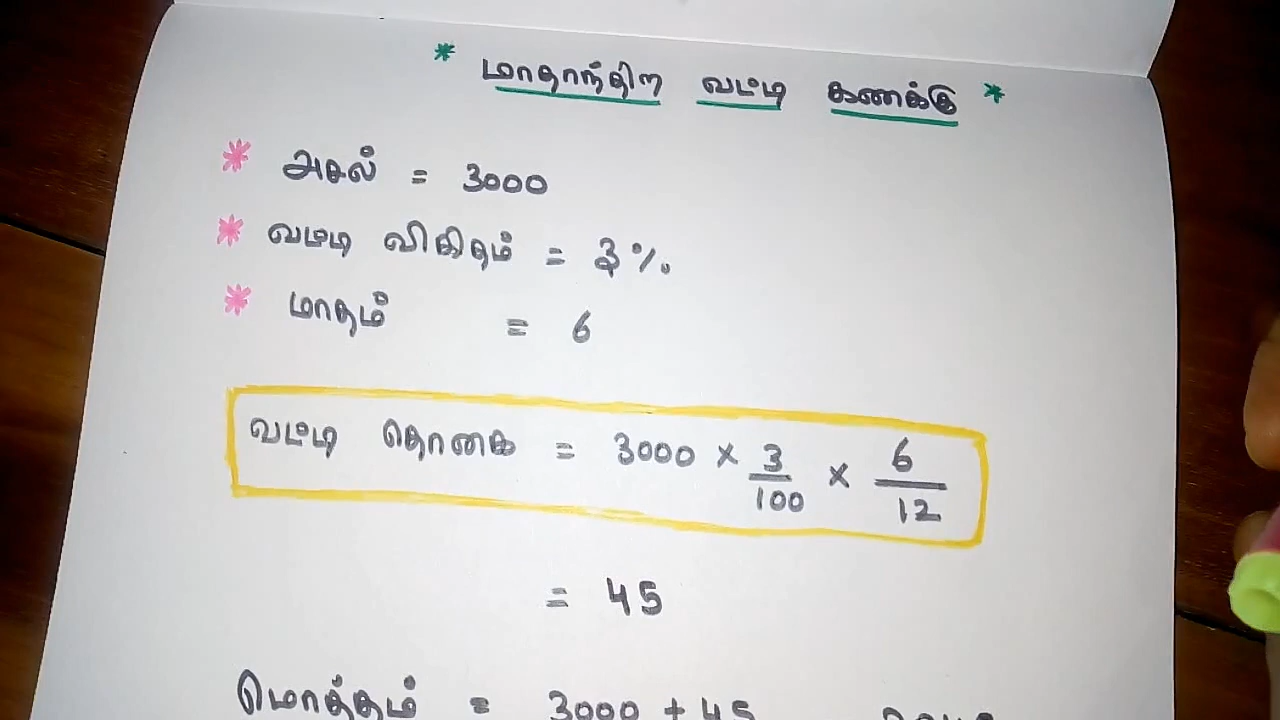 * மாதாந்திர வட்டி கணக்கு *
* அசல் = 3000
* வட்டி விகிதம் = 3%
* மாதம் = 6
வட்டி தொகை = 3000 × 3/100 × 6/12
= 45
மொத்தம் = 3000 + 45